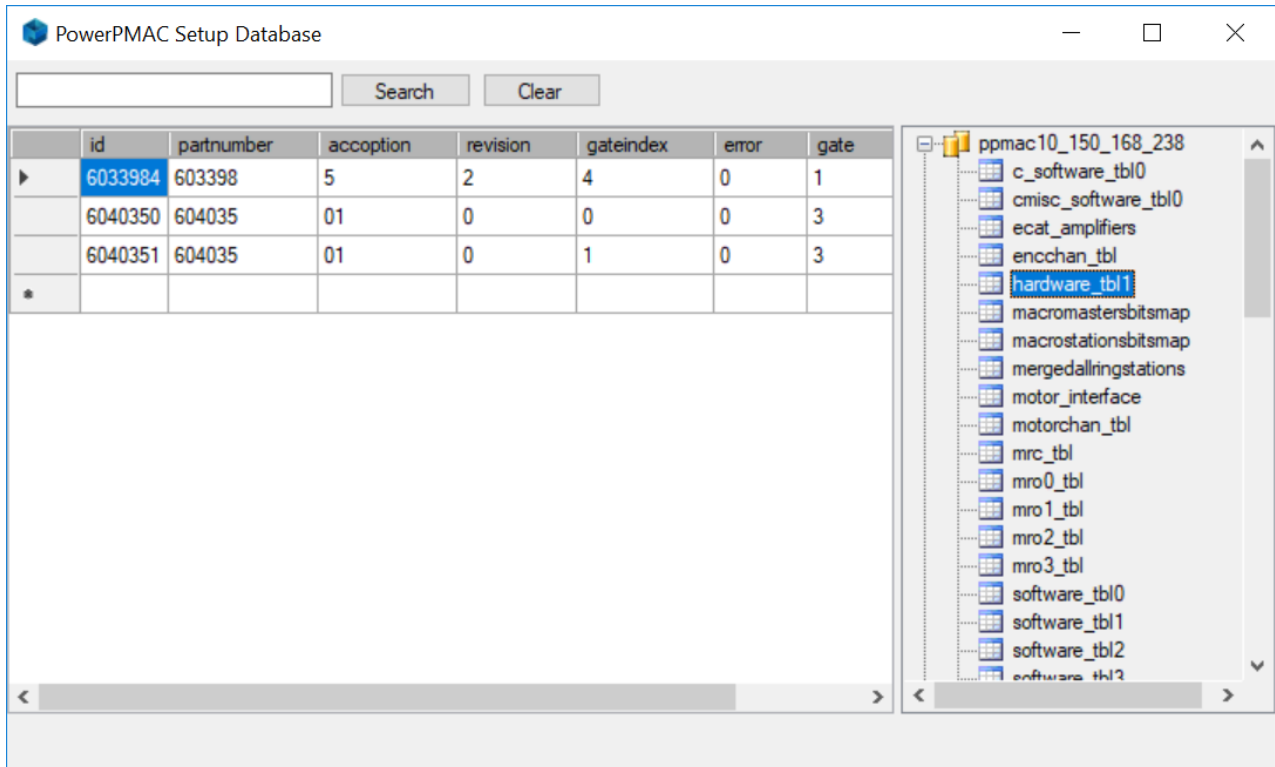 PowerPMAC Setup Database
Search Clear
id partnumber accoption revision gateindex error gate
6033984 603398 5 2 4 0 1
6040350 604035 01 0 0 0 3
6040351 604035 01 0 1 0 3
ppmac10_150_168_238
c_software_tbl0
cmisc_software_tbl0
ecat_amplifiers
encchan_tbl
hardware_tbl1
macromastersbitsmap
macrostationsbitsmap
mergedallringstations
motor_interface
motorchan_tbl
mrc_tbl
mro0_tbl
mro1_tbl
mro2_tbl
mro3_tbl
software_tbl0
software_tbl1
software_tbl2
software_tbl3